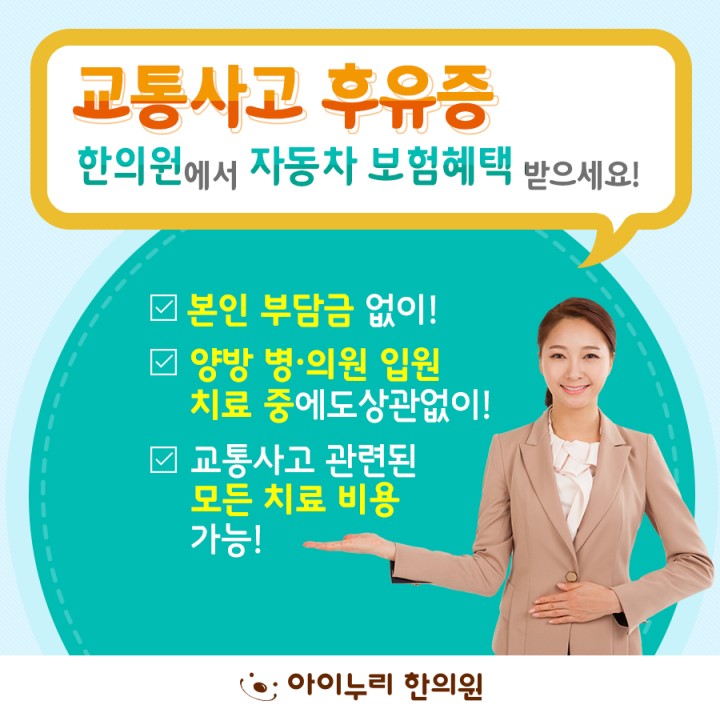 교통사고 후유증
한의원에서 자동차 보험혜택 받으세요!
본인 부담금 없이!
양방 병·의원 입원
치료 중에도상관없이!
교통사고 관련된
모든 치료 비용
가능!
아이누리 한의원